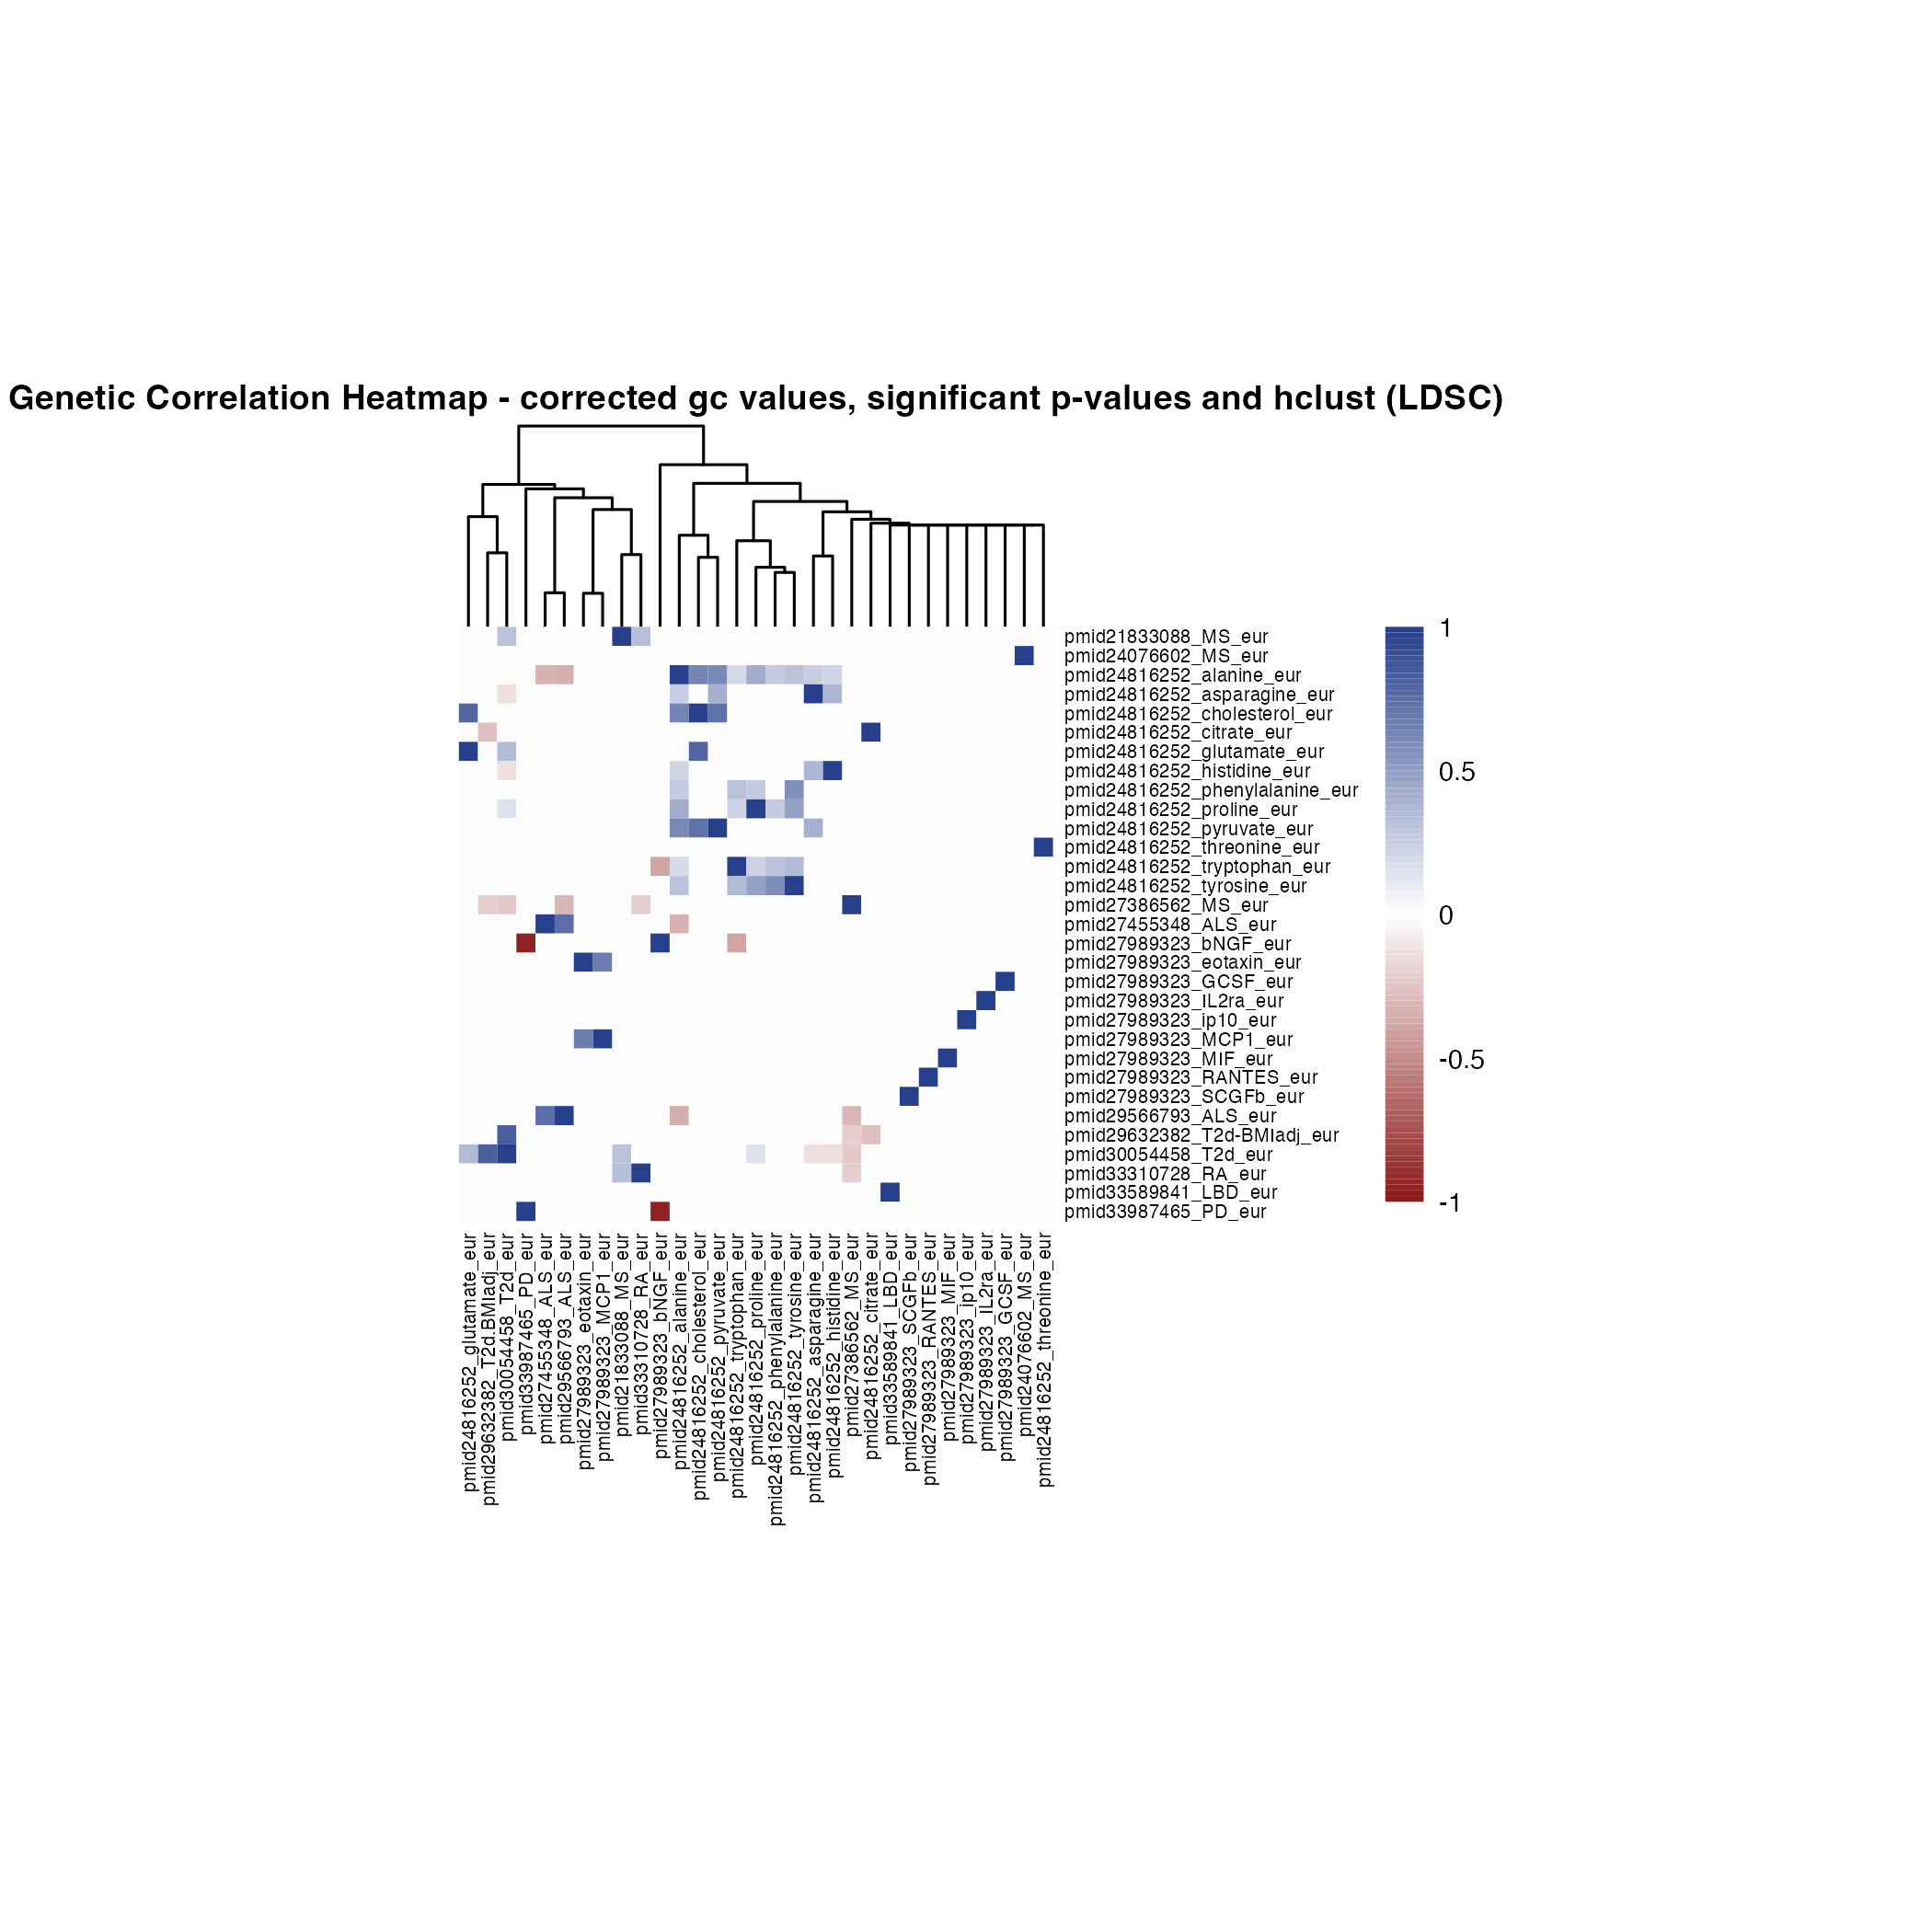 Genetic Correlation Heatmap - corrected gc values, significant p-values and hclust (LDSC)
pmid21833088_MS_eur
pmid24076602_MS_eur
pmid24816252_alanine_eur
pmid24816252_asparagine_eur
pmid24816252_cholesterol_eur
pmid24816252_citrate_eur
pmid24816252_glutamate_eur
pmid24816252_histidine_eur
pmid24816252_phenylalanine_eur
pmid24816252_proline_eur
pmid24816252_pyruvate_eur
pmid24816252_threonine_eur
pmid24816252_tryptophan_eur
pmid24816252_tyrosine_eur
pmid27386562_MS_eur
pmid27455348_ALS_eur
pmid27989323_bNGF_eur
pmid27989323_eotaxin_eur
pmid27989323_GCSF_eur
pmid27989323_IL2ra_eur
pmid27989323_ip10_eur
pmid27989323_MCP1_eur
pmid27989323_MIF_eur
pmid27989323_RANTES_eur
pmid27989323_SCGFb_eur
pmid29566793_ALS_eur
pmid29632382_T2d-BMIadj_eur
pmid30054458_T2d_eur
pmid33310728_RA_eur
pmid33589841_LBD_eur
pmid33987465_PD_eur
1
0.5
0
-0.5
-1
pmid24816252_glutamate_eur
pmid29632382_T2d.BMIadj_eur
pmid30054458_T2d_eur
pmid33987465_PD_eur
pmid27455348_ALS_eur
pmid29566793_ALS_eur
pmid27989323_eotaxin_eur
pmid27989323_MCP1_eur
pmid21833088_MS_eur
pmid33310728_RA_eur
pmid27989323_bNGF_eur
pmid24816252_alanine_eur
pmid24816252_cholesterol_eur
pmid24816252_pyruvate_eur
pmid24816252_tryptophan_eur
pmid24816252_proline_eur
pmid24816252_phenylalanine_eur
pmid24816252_tyrosine_eur
pmid24816252_asparagine_eur
pmid24816252_histidine_eur
pmid27386562_MS_eur
pmid24816252_citrate_eur
pmid33589841_LBD_eur
pmid27989323_SCGFb_eur
pmid27989323_RANTES_eur
pmid27989323_MIF_eur
pmid27989323_ip10_eur
pmid27989323_IL2ra_eur
pmid27989323_GCSF_eur
pmid24076602_MS_eur
pmid24816252_threonine_eur